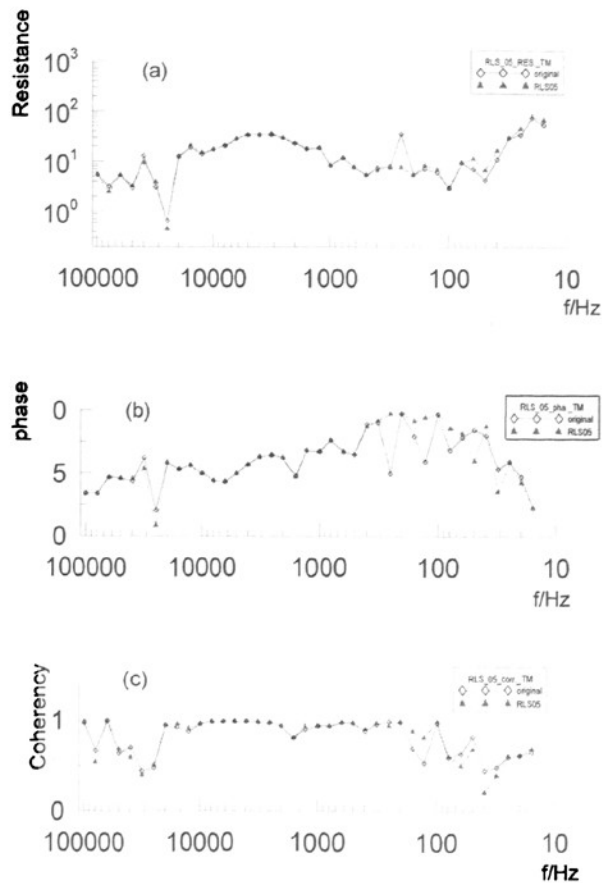 (a)
Resistance
10³
10²
10¹
10⁰
RLS_05_RES_TM
original
RLS05
100000 10000 1000 100 10
f/Hz
(b)
phase
0
5
0
RLS_05_pha_TM
original
RLS05
100000 10000 1000 100 10
f/Hz
(c)
Coherency
1
0
RLS_05_corr_TM
original
RLS05
100000 10000 1000 100 10
f/Hz